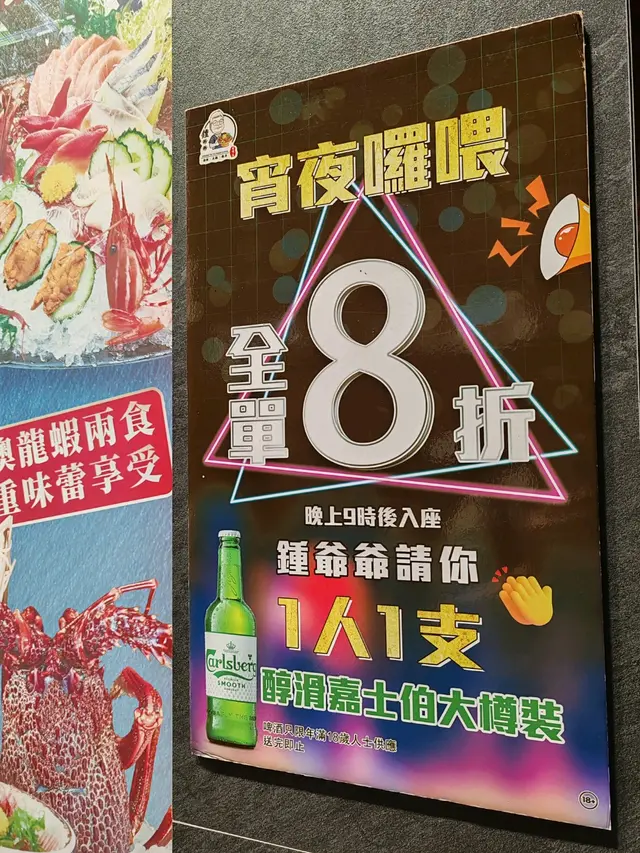 宵夜囉喂
全單8折
晚上9時後入座
鍾爺爺請你
1人1支
Carlsberg
SMOOTH
醇滑嘉士伯大樽裝
啤酒只限年滿18歲人士供應
送完即止
18+
澳龍蝦兩食
重味蕾享受